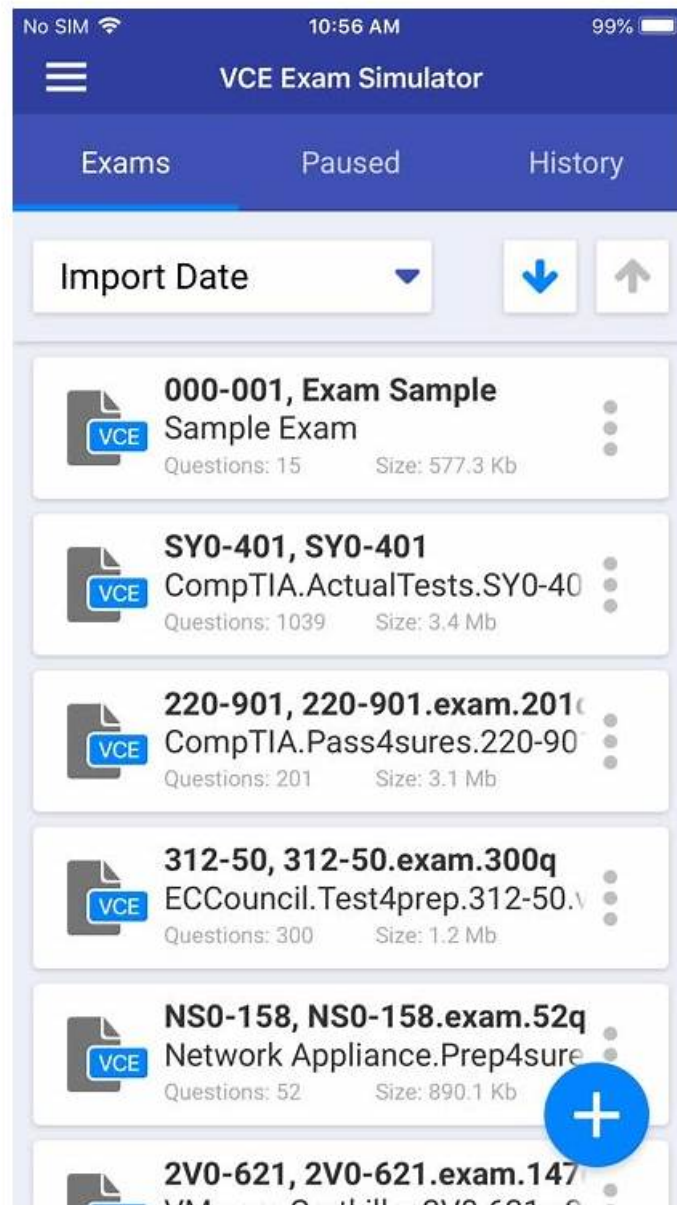 No SIM 10:56 AM 99%
VCE Exam Simulator
Exams Paused History
Import Date
000-001, Exam Sample
VCE Sample Exam
Questions: 15 Size: 577.3 Kb
SY0-401, SY0-401
VCE CompTIA.ActualTests.SY0-40
Questions: 1039 Size: 3.4 Mb
220-901, 220-901.exam.201
VCE CompTIA.Pass4sures.220-90
Questions: 201 Size: 3.1 Mb
312-50, 312-50.exam.300q
VCE ECCouncil.Test4prep.312-50.
Questions: 300 Size: 1.2 Mb
NS0-158, NS0-158.exam.52q
VCE Network Appliance.Prep4sure
Questions: 52 Size: 890.1 Kb
2V0-621, 2V0-621.exam.147